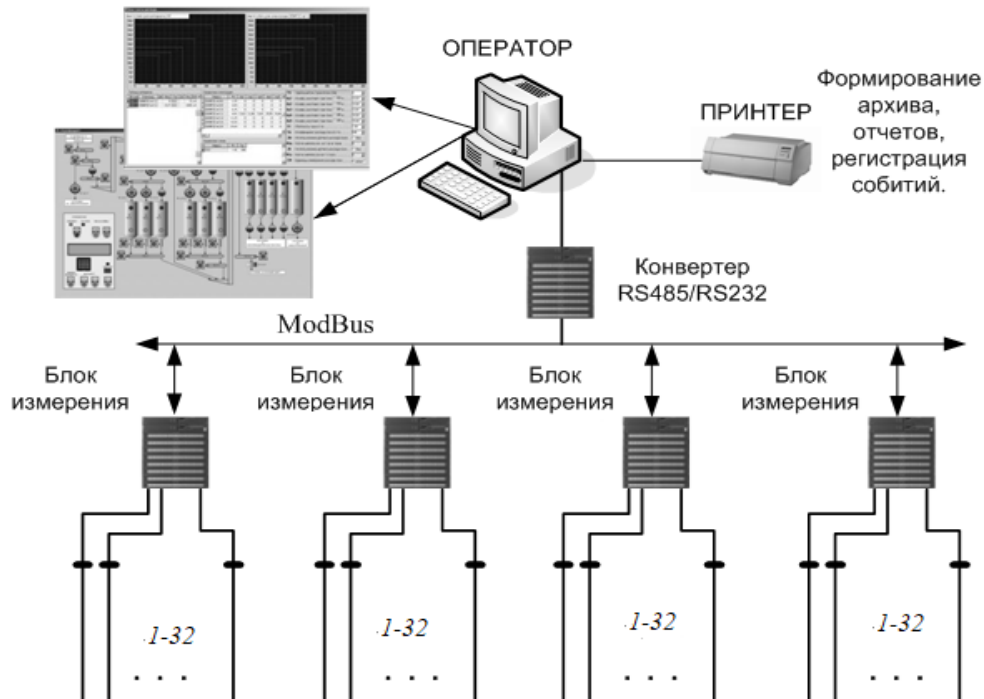 ОПЕРАТОР
ПРИНТЕР
Формирование
архива,
отчетов,
регистрация
собитий.
Конвертер
RS485/RS232
ModBus
Блок
измерения
Блок
измерения
Блок
измерения
Блок
измерения
.1-32
. . .
.1-32
. . .
.1-32
. . .
.1-32
. . .